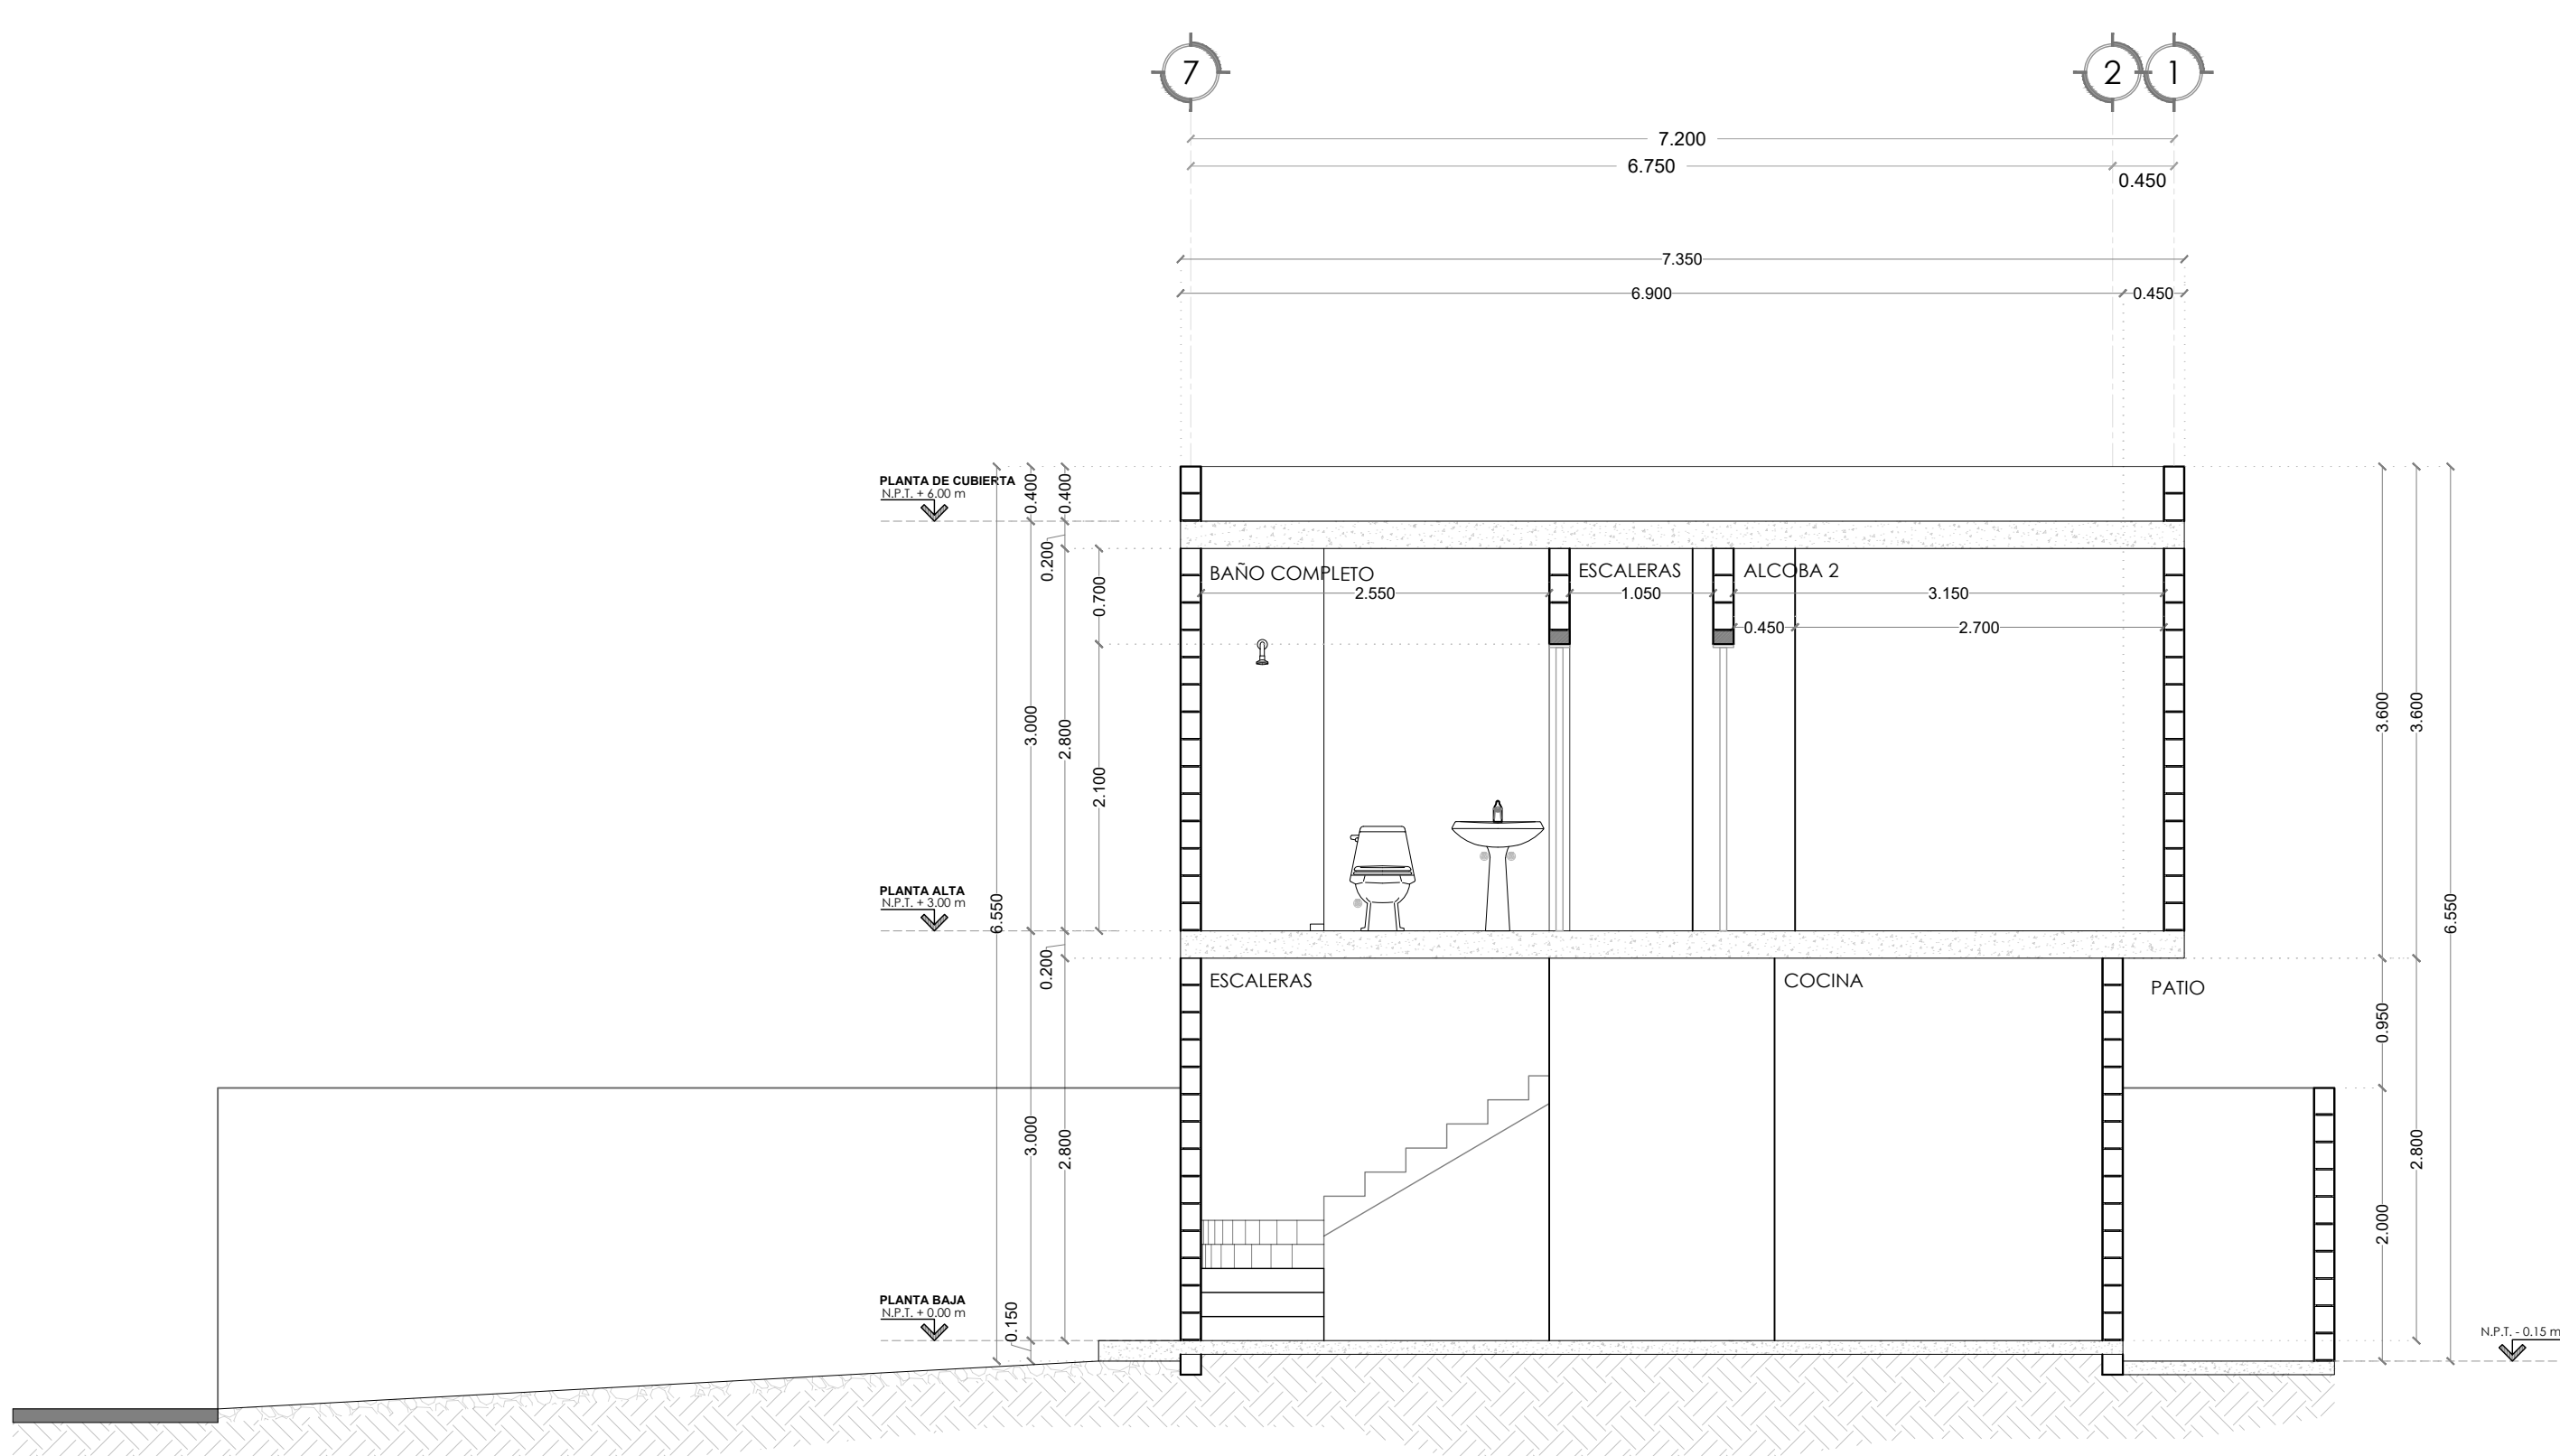 7
2
1
7.200
6.750
0.450
7.350
6.900
0.450
PLANTA DE CUBIERTA
N.P.T. + 6.00 m
0.400
0.400
0.200
0.700
BAÑO COMPLETO
ESCALERAS
ALCOBA 2
2.550
1.050
3.150
0.450
2.700
3.000
2.800
2.100
3.600
3.600
PLANTA ALTA
N.P.T. + 3.00 m
6.550
6.550
0.200
ESCALERAS
COCINA
PATIO
0.950
3.000
2.800
2.800
2.000
PLANTA BAJA
N.P.T. + 0.00 m
0.150
N.P.T. - 0.15 m